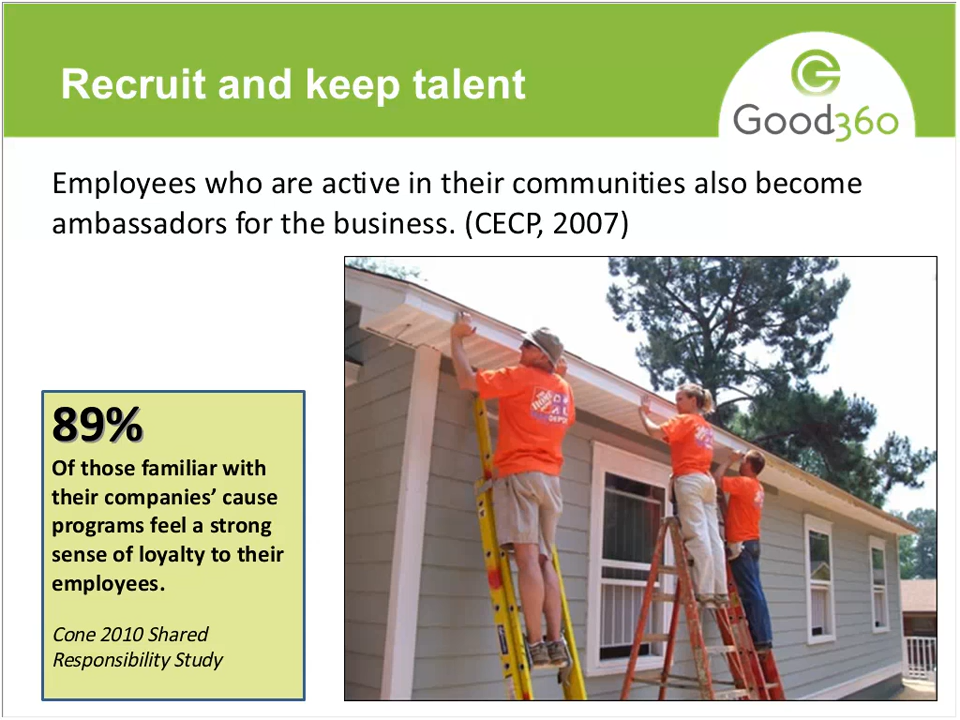 Recruit and keep talent
Good360
Employees who are active in their communities also become
ambassadors for the business. (CECP, 2007)
89%
Of those familiar with
their companies’ cause
programs feel a strong
sense of loyalty to their
employees.
Cone 2010 Shared
Responsibility Study